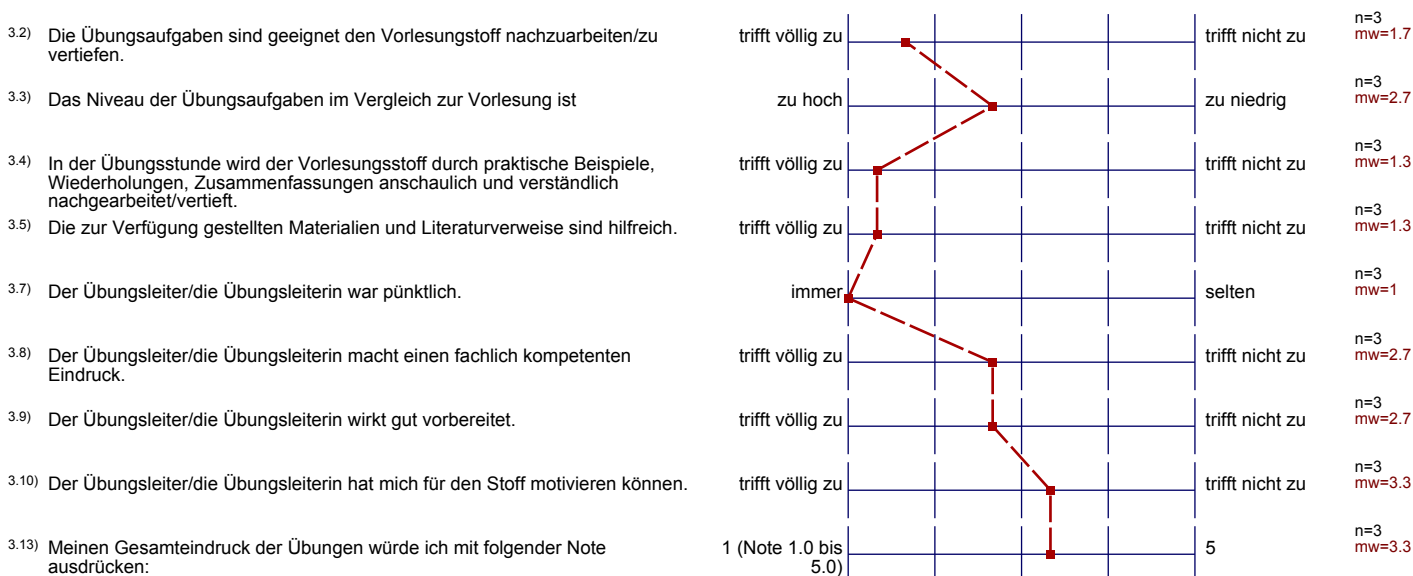 3.2) Die Übungsaufgaben sind geeignet den Vorlesungstoff nachzuarbeiten/zu
vertiefen.
trifft völlig zu
trifft nicht zu
n=3
mw=1.7
3.3) Das Niveau der Übungsaufgaben im Vergleich zur Vorlesung ist
zu hoch
zu niedrig
n=3
mw=2.7
3.4) In der Übungsstunde wird der Vorlesungsstoff durch praktische Beispiele,
Wiederholungen, Zusammenfassungen anschaulich und verständlich
nachgearbeitet/vertieft.
trifft völlig zu
trifft nicht zu
n=3
mw=1.3
3.5) Die zur Verfügung gestellten Materialien und Literaturverweise sind hilfreich.
trifft völlig zu
trifft nicht zu
n=3
mw=1.3
3.7) Der Übungsleiter/die Übungsleiterin war pünktlich.
immer
selten
n=3
mw=1
3.8) Der Übungsleiter/die Übungsleiterin macht einen fachlich kompetenten
Eindruck.
trifft völlig zu
trifft nicht zu
n=3
mw=2.7
3.9) Der Übungsleiter/die Übungsleiterin wirkt gut vorbereitet.
trifft völlig zu
trifft nicht zu
n=3
mw=2.7
3.10) Der Übungsleiter/die Übungsleiterin hat mich für den Stoff motivieren können.
trifft völlig zu
trifft nicht zu
n=3
mw=3.3
3.13) Meinen Gesamteindruck der Übungen würde ich mit folgender Note
ausdrücken:
1 (Note 1.0 bis
5.0)
5
n=3
mw=3.3